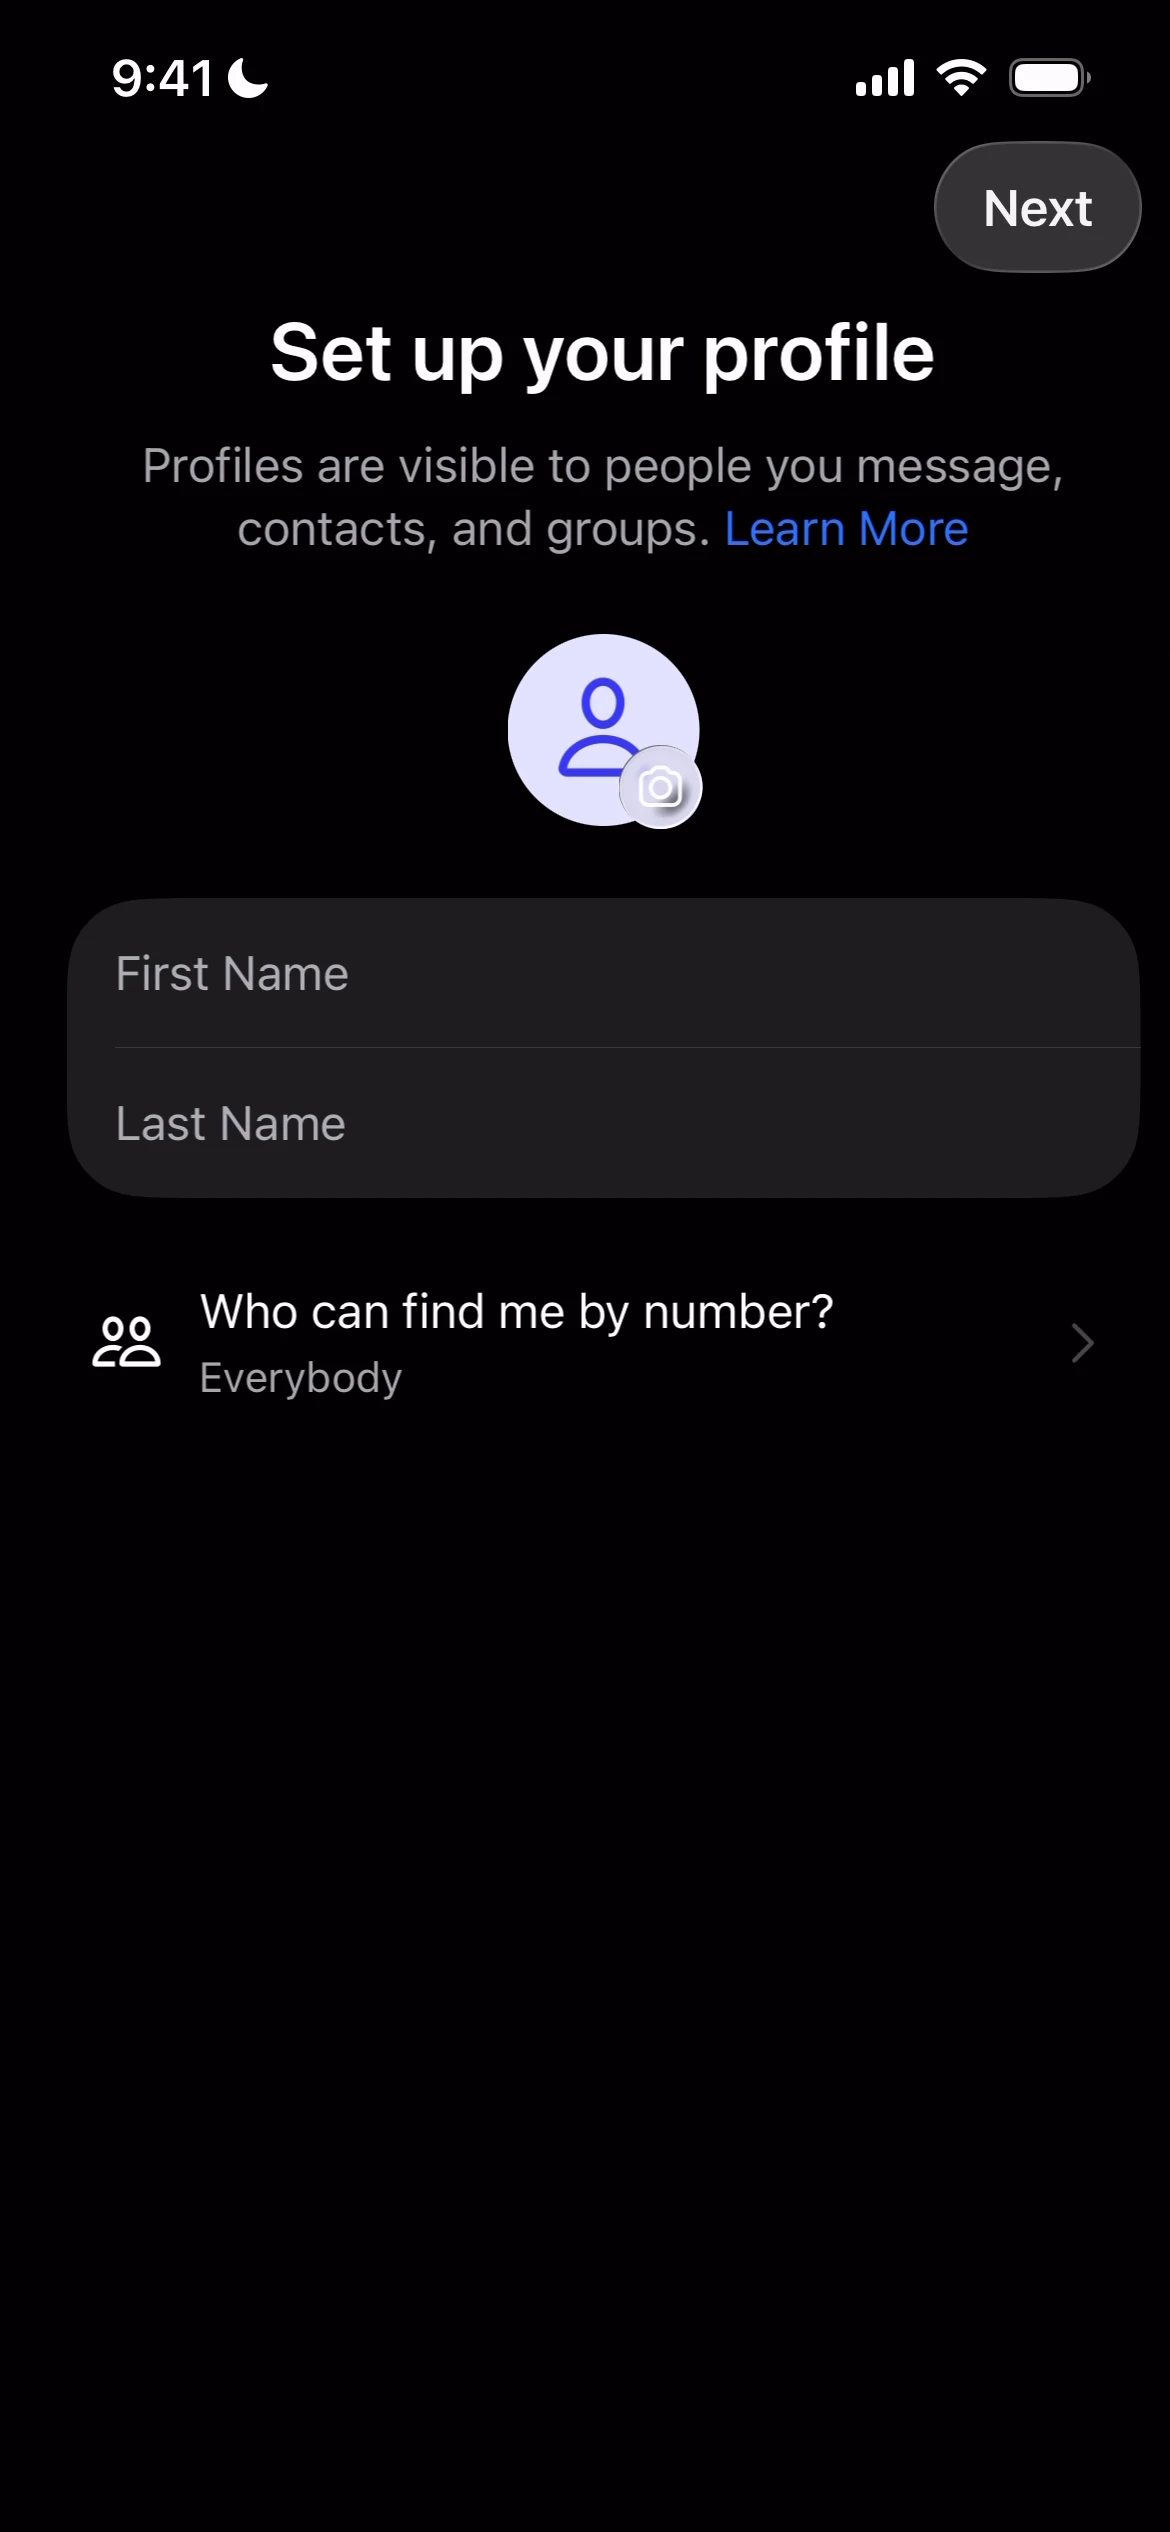 9:41
Next
Set up your profile
Profiles are visible to people you message,
contacts, and groups. Learn More
First Name
Last Name
Who can find me by number?
Everybody